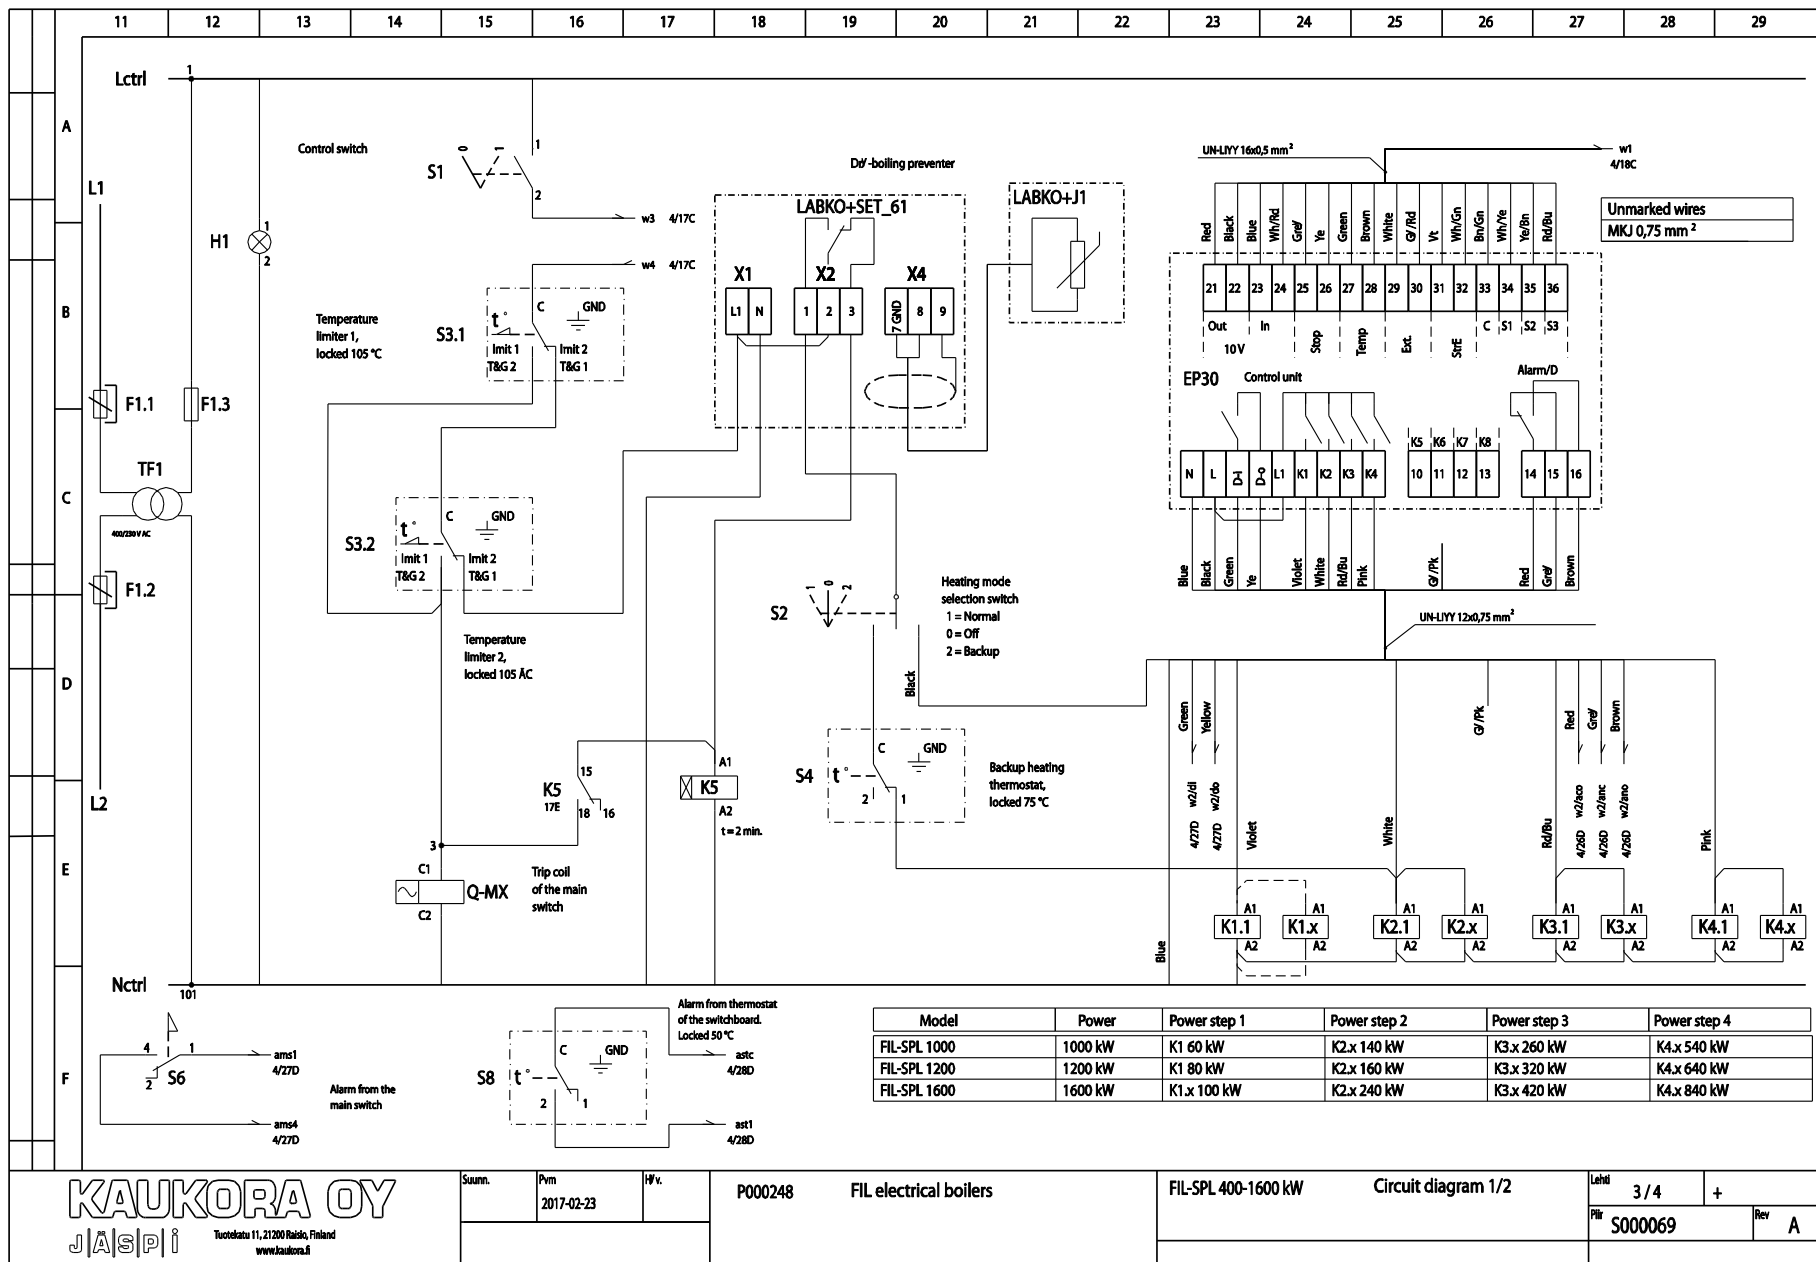 11 12 13 14 15 16 17 18 19 20 21 22 23 24 25 26 27 28 29
A
B
C
D
E
F
Lctrl
1
L1
F1.1
F1.3
TF1
400/230 V AC
F1.2
L2
Nctrl
101
H1
1
2
Control switch
S1
0
1
1
2
w3 4/17C
w4 4/17C
Temperature
limiter 1,
locked 105 °C
S3.1
t°
C
GND
lmit 1
T&G 2
lmit 2
T&G 1
S3.2
t°
C
GND
lmit 1
T&G 2
lmit 2
T&G 1
Temperature
limiter 2,
locked 105 ÅC
K5
17E
15
18
16
3
C1
C2
Q-MX
Trip coil
of the main
switch
A1
K5
A2
t = 2 min.
-boiling preventer
LABKO+SET_61
X1
X2
X4
L1 N
1 2 3
7 GND 8 9
LABKO+J1
S2
1
0
2
Heating mode
selection switch
1 = Normal
0 = Off
2 = Backup
Black
S4
t°
C
GND
2
1
Backup heating
thermostat,
locked 75 °C
UN-LIYY 16x0,5 mm²
w1
4/18C
Unmarked wires
MKJ 0,75 mm²
Red Black Blue Wh/Rd Ye Green Brown White Vt Wh/Gn Bn/Gn Wh/Ye Ye/Bn Rd/Bu
21 22 23 24 25 26 27 28 29 30 31 32 33 34 35 36
Out
10 V
In
Stop
Temp
Ext.
StrE
C S1 S2 S3
EP30
Control unit
Alarm/D
K5 K6 K7 K8
N L D-i D-o L1 K1 K2 K3 K4
10 11 12 13
14 15 16
Blue Black Green Ye Violet White Rd/Bu Pink Red Brown
UN-LIYY 12x0,75 mm²
Green Yellow
Red Brown
4/27D w2/di
4/27D w2/do
4/26D w2/aco
4/26D w2/anc
4/26D w2/ano
Blue
Violet
White
Rd/Bu
Pink
A1 A1 A1 A1 A1 A1 A1 A1
K1.1 K1.x K2.1 K2.x K3.1 K3.x K4.1 K4.x
A2 A2 A2 A2 A2 A2 A2 A2
4
1
2
S6
ams1
4/27D
ams4
4/27D
Alarm from the
main switch
S8
t°
C
GND
2
1
Alarm from thermostat
of the switchboard.
Locked 50 °C
astc
4/28D
ast1
4/28D
Model Power Power step 1 Power step 2 Power step 3 Power step 4
FIL-SPL 1000 1000 kW K1 60 kW K2.x 140 kW K3.x 260 kW K4.x 540 kW
FIL-SPL 1200 1200 kW K1 80 kW K2.x 160 kW K3.x 320 kW K4.x 640 kW
FIL-SPL 1600 1600 kW K1.x 100 kW K2.x 240 kW K3.x 420 kW K4.x 840 kW
KAUKORA OY
JÄSPI
Tuotekatu 11, 21200 Raisio, Finland
www.kaukora.fi
Suunn.
Pvm
2017-02-23
P000248
FIL electrical boilers
FIL-SPL 400-1600 kW
Circuit diagram 1/2
Lehti
3 / 4
+
Piir
S000069
Rev
A